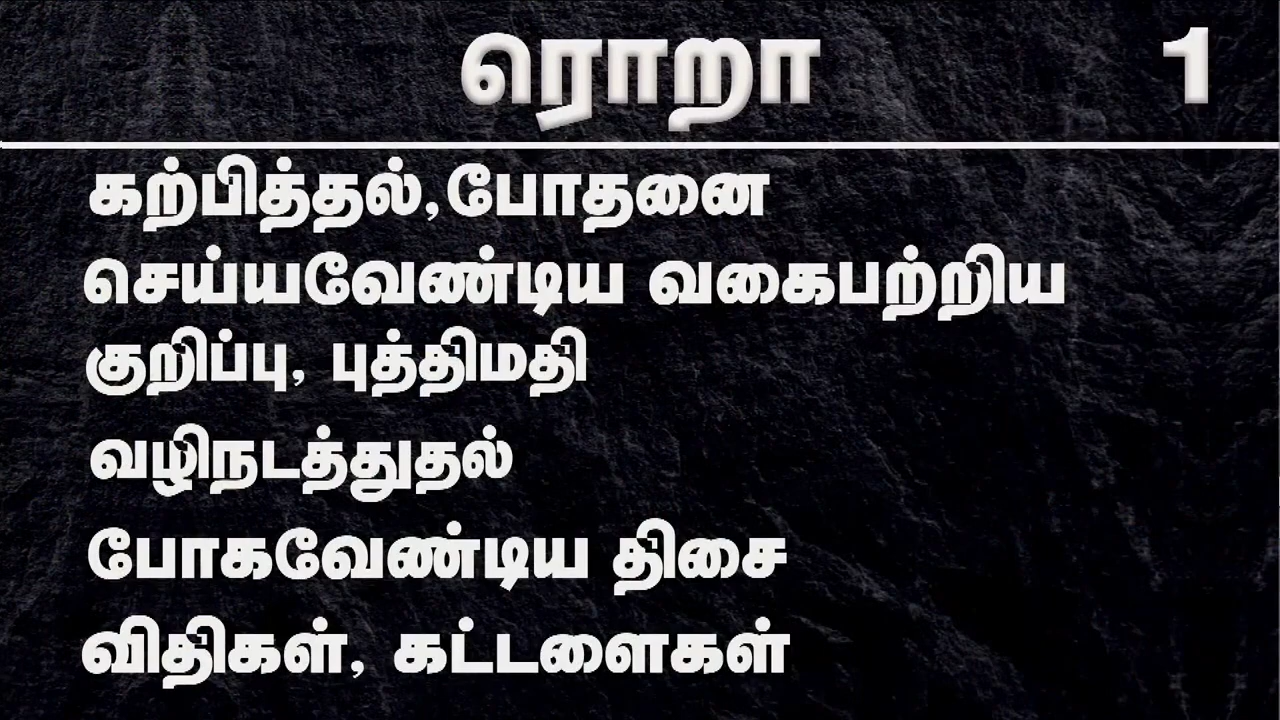 ரொறா 1
கற்பித்தல்,போதனை
செய்யவேண்டிய வகைபற்றிய
குறிப்பு, புத்திமதி
வழிநடத்துதல்
போகவேண்டிய திசை
விதிகள், கட்டளைகள்